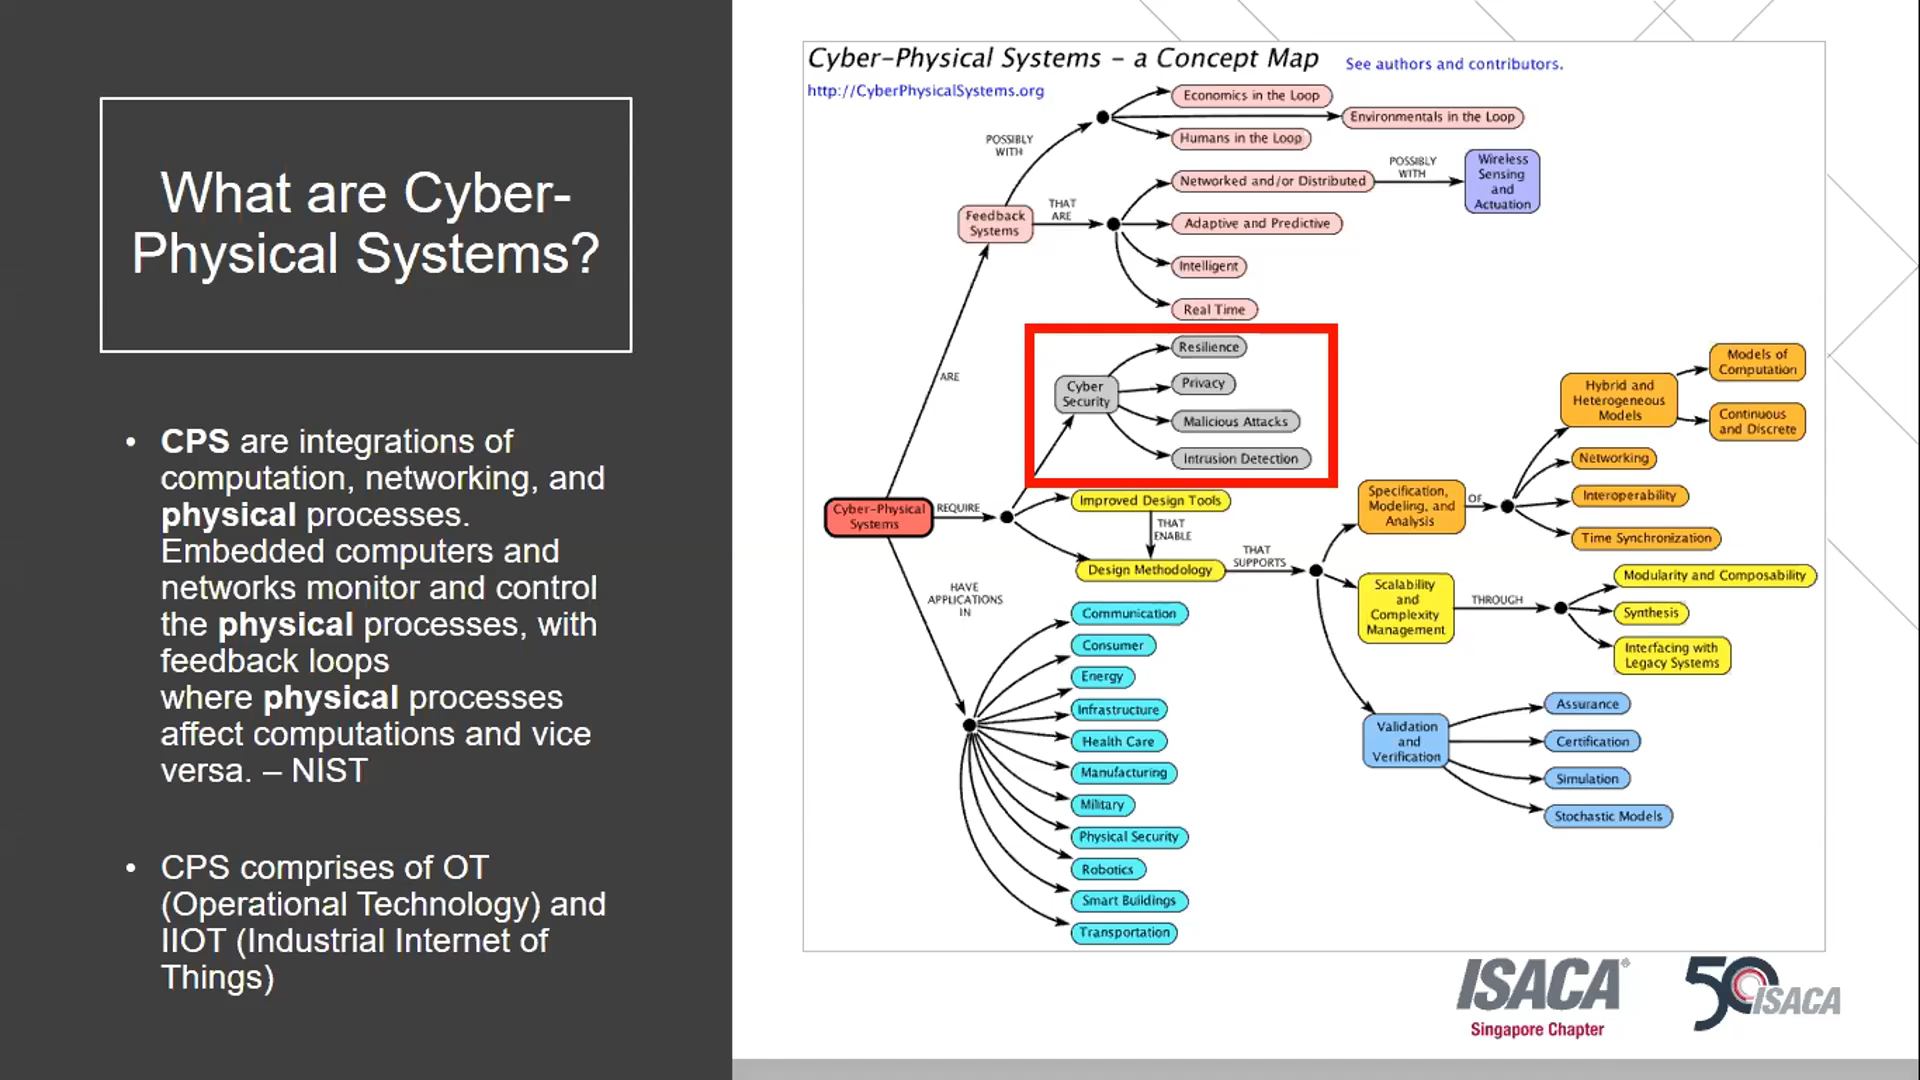 What are Cyber-
Physical Systems?
• CPS are integrations of
computation, networking, and
physical processes.
Embedded computers and
networks monitor and control
the physical processes, with
feedback loops
where physical processes
affect computations and vice
versa. – NIST
• CPS comprises of OT
(Operational Technology) and
IIOT (Industrial Internet of
Things)
Cyber-Physical Systems – a Concept Map
See authors and contributors.
http://CyberPhysicalSystems.org
Economics in the Loop
Environmentals in the Loop
Humans in the Loop
POSSIBLY
WITH
Networked and/or Distributed
POSSIBLY
WITH
Wireless
Sensing
and
Actuation
Feedback
Systems
THAT
ARE
Adaptive and Predictive
Intelligent
Real Time
ARE
Cyber
Security
Resilience
Privacy
Malicious Attacks
Intrusion Detection
Cyber-Physical
Systems
REQUIRE
Improved Design Tools
THAT
ENABLE
Design Methodology
THAT
SUPPORTS
Specification,
Modeling, and
Analysis
OF
Hybrid and
Heterogeneous
Models
Models of
Computation
Continuous
and Discrete
Networking
Interoperability
Time Synchronization
Scalability
and
Complexity
Management
THROUGH
Modularity and Composability
Synthesis
Interfacing with
Legacy Systems
Validation
and
Verification
Assurance
Certification
Simulation
Stochastic Models
HAVE
APPLICATIONS
IN
Communication
Consumer
Energy
Infrastructure
Health Care
Manufacturing
Military
Physical Security
Robotics
Smart Buildings
Transportation
ISACA®
Singapore Chapter
50 ISACA